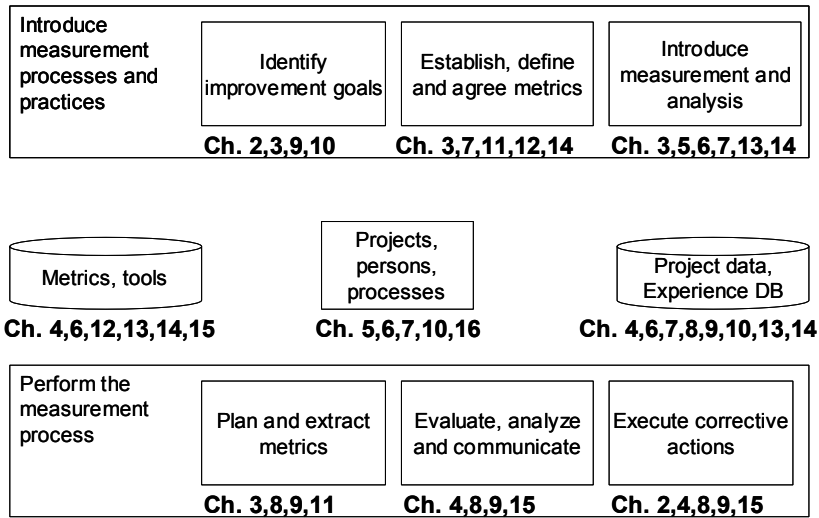 Introduce
measurement
processes and
practices
Identify
improvement goals
Ch. 2,3,9,10
Establish, define
and agree metrics
Ch. 3,7,11,12,14
Introduce
measurement and
analysis
Ch. 3,5,6,7,13,14
Metrics, tools
Ch. 4,6,12,13,14,15
Projects,
persons,
processes
Ch. 5,6,7,10,16
Project data,
Experience DB
Ch. 4,6,7,8,9,10,13,14
Perform the
measurement
process
Plan and extract
metrics
Ch. 3,8,9,11
Evaluate, analyze
and communicate
Ch. 4,8,9,15
Execute corrective
actions
Ch. 2,4,8,9,15